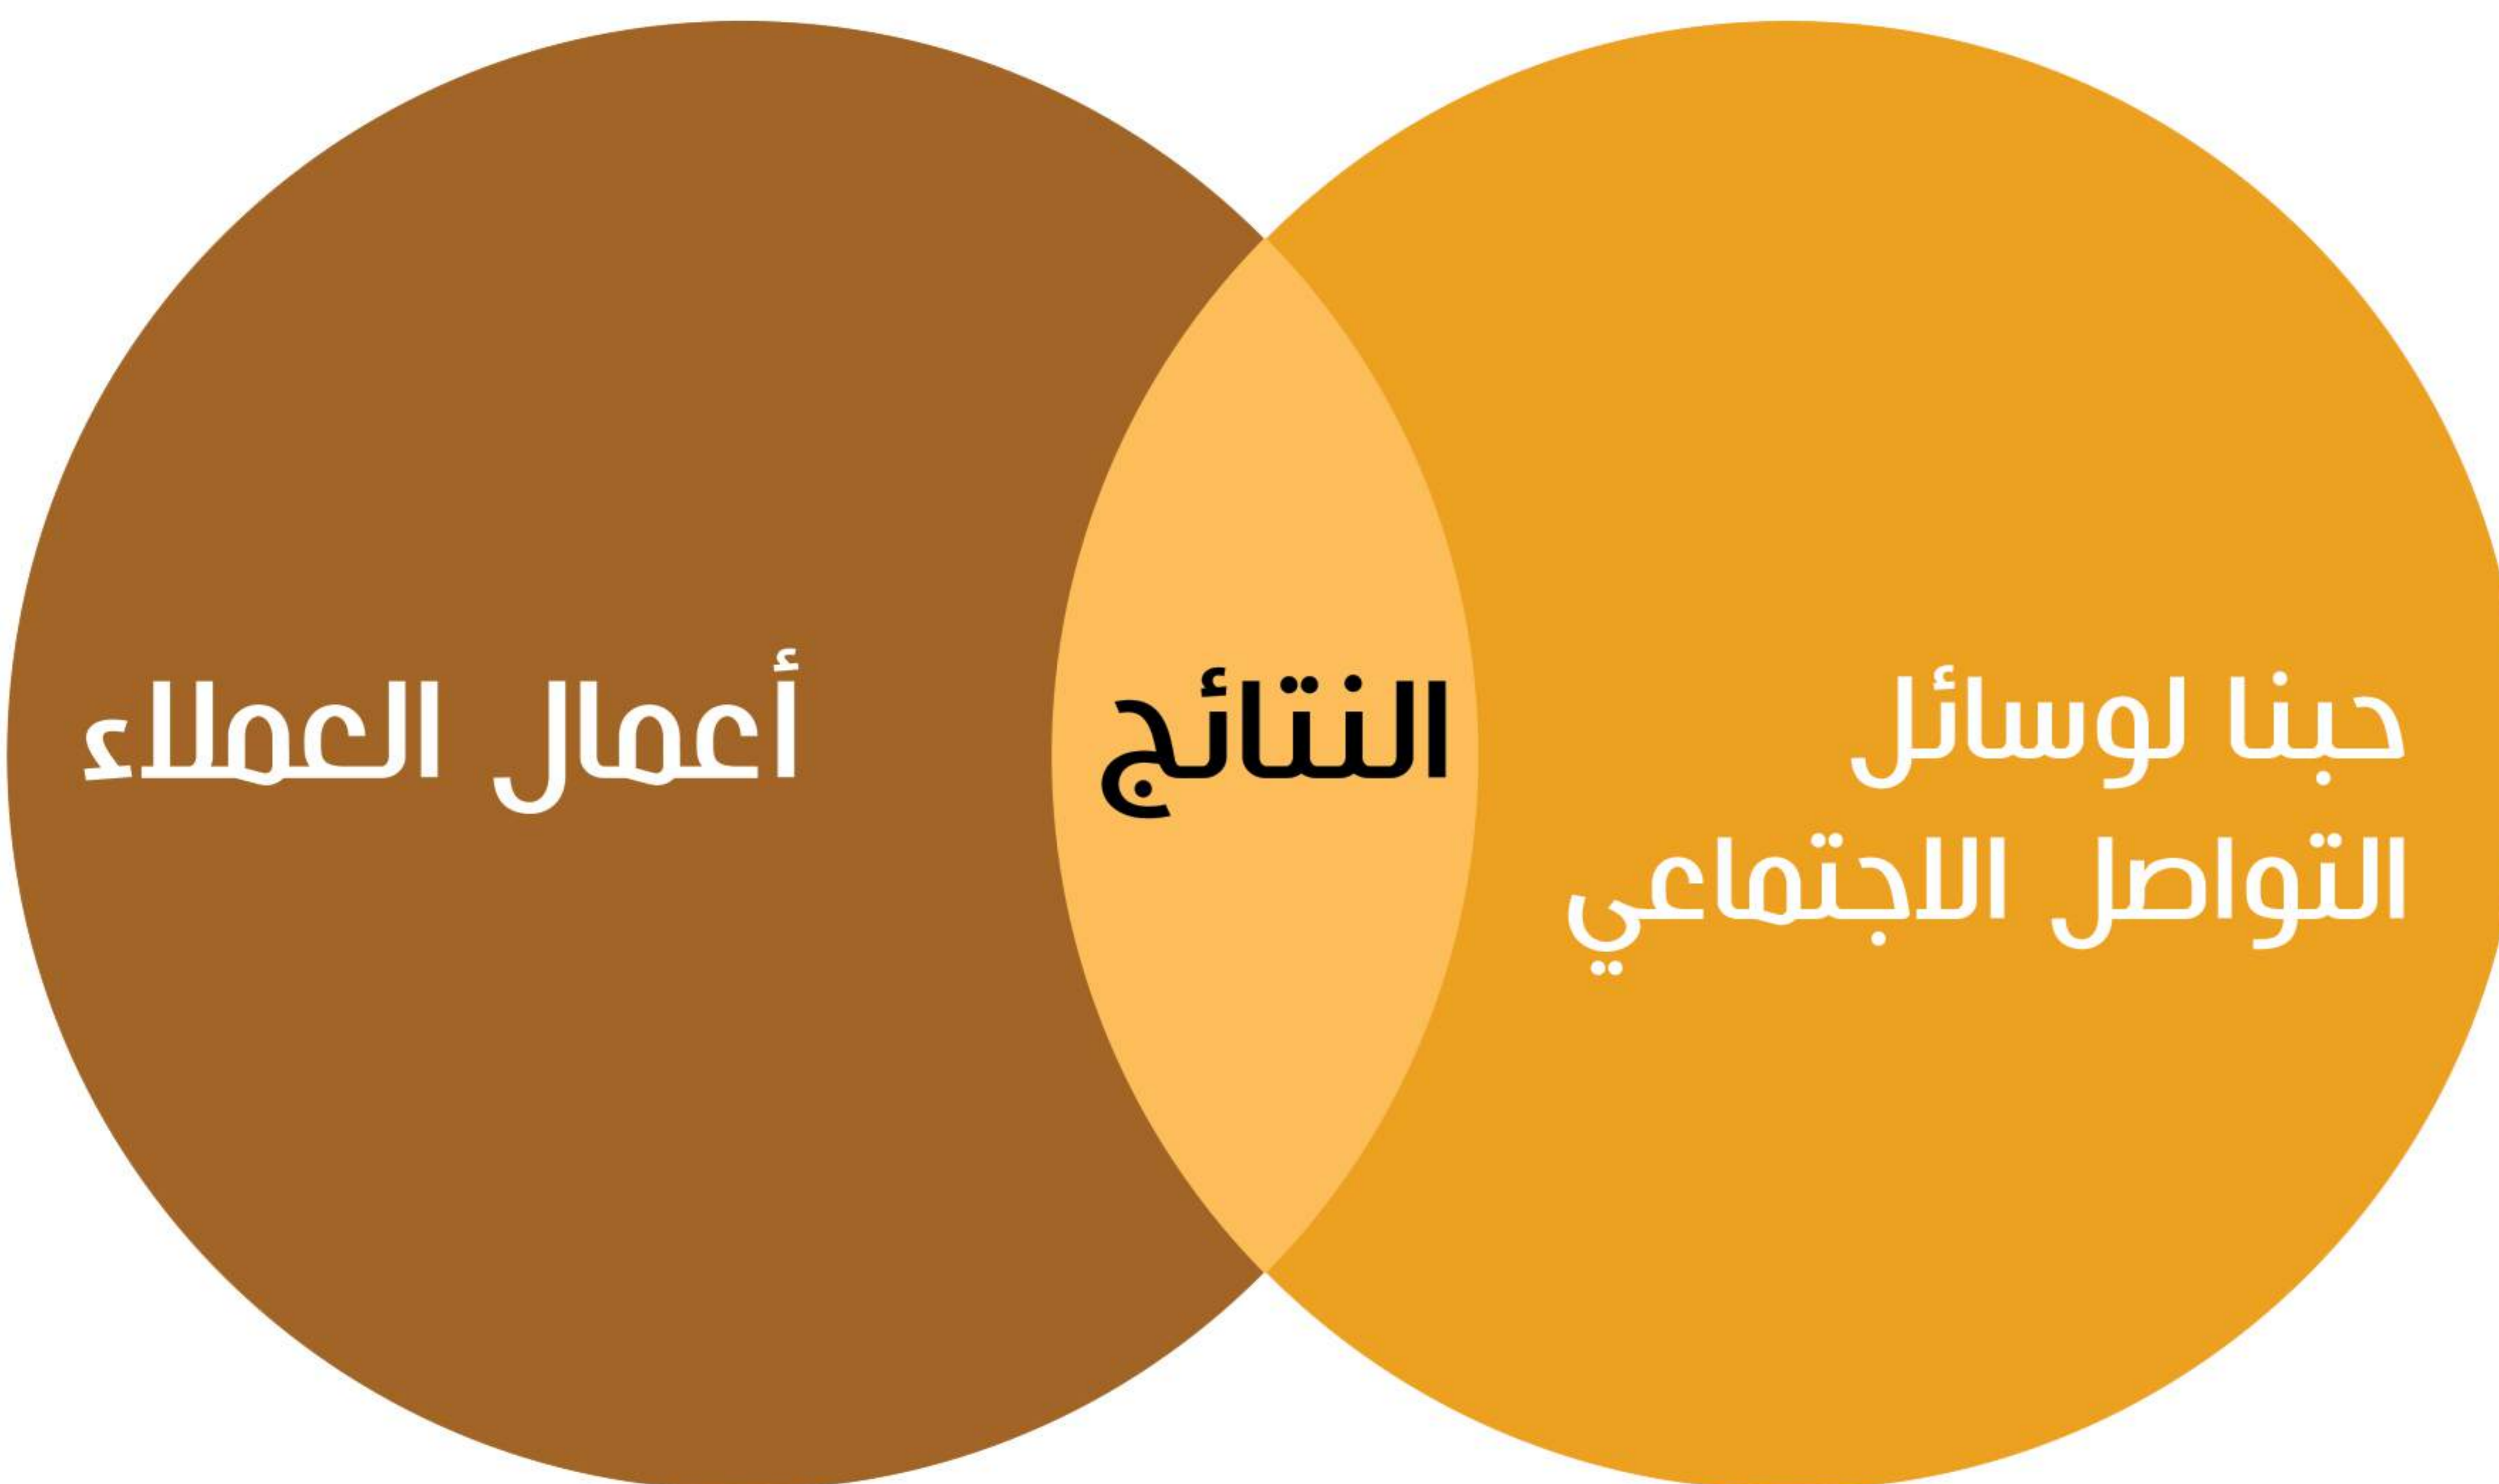 حبنا لوسائل
التواصل الاجتماعي
النتائج
أعمال العملاء